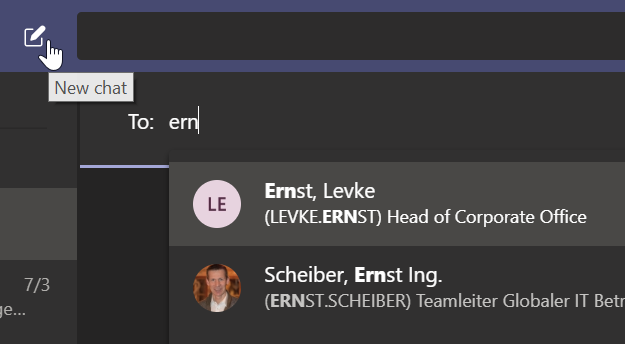 New chat
To: ern
LE
Ernst, Levke
(LEVKE.ERNST) Head of Corporate Office
7/3
ge...
Scheiber, Ernst Ing.
(ERNST.SCHEIBER) Teamleiter Globaler IT Betr